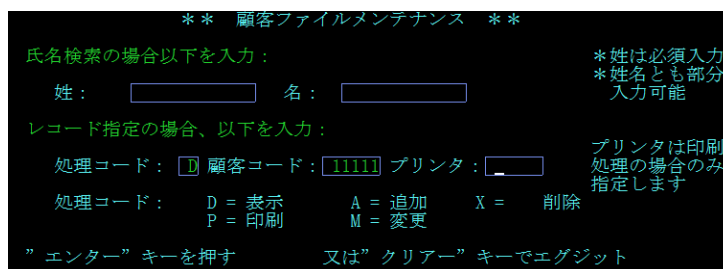 ** 顧客ファイルメンテナンス **
氏名検索の場合以下を入力:
*姓は必須入力
*姓名とも部分
入力可能
姓: 名:
レコード指定の場合、以下を入力:
プリンタは印刷
処理の場合のみ
指定します
処理コード: D 顧客コード: 11111 プリンタ:
処理コード: D = 表示 A = 追加 X = 削除
P = 印刷 M = 変更
”エンター”キーを押す 又は”クリアー”キーでエグジット